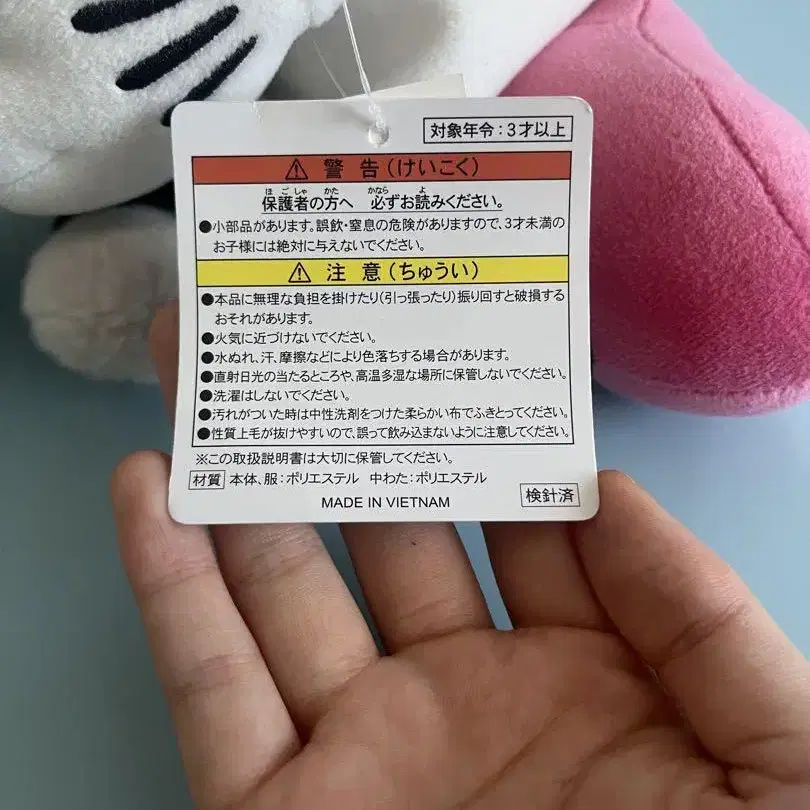 対象年令：3才以上
⚠ 警告（けいこく）
ほごしゃ かた かなら よ
保護者の方へ 必ずお読みください。
●小部品があります。誤飲・窒息の危険がありますので、3才未満の
お子様には絶対に与えないでください。
⚠ 注意（ちゅうい）
●本品に無理な負担を掛けたり(引っ張ったり)振り回すと破損する
おそれがあります。
●火気に近づけないでください。
●水ぬれ、汗、摩擦などにより色落ちする場合があります。
●直射日光の当たるところや、高温多湿な場所に保管しないでください。
●洗濯はしないでください。
●汚れがついた時は中性洗剤をつけた柔らかい布でふきとってください。
●性質上毛が抜けやすいので、誤って飲み込まないように注意してください。
※この取扱説明書は大切に保管してください。
材質 本体、服：ポリエステル 中わた：ポリエステル
MADE IN VIETNAM
検針済